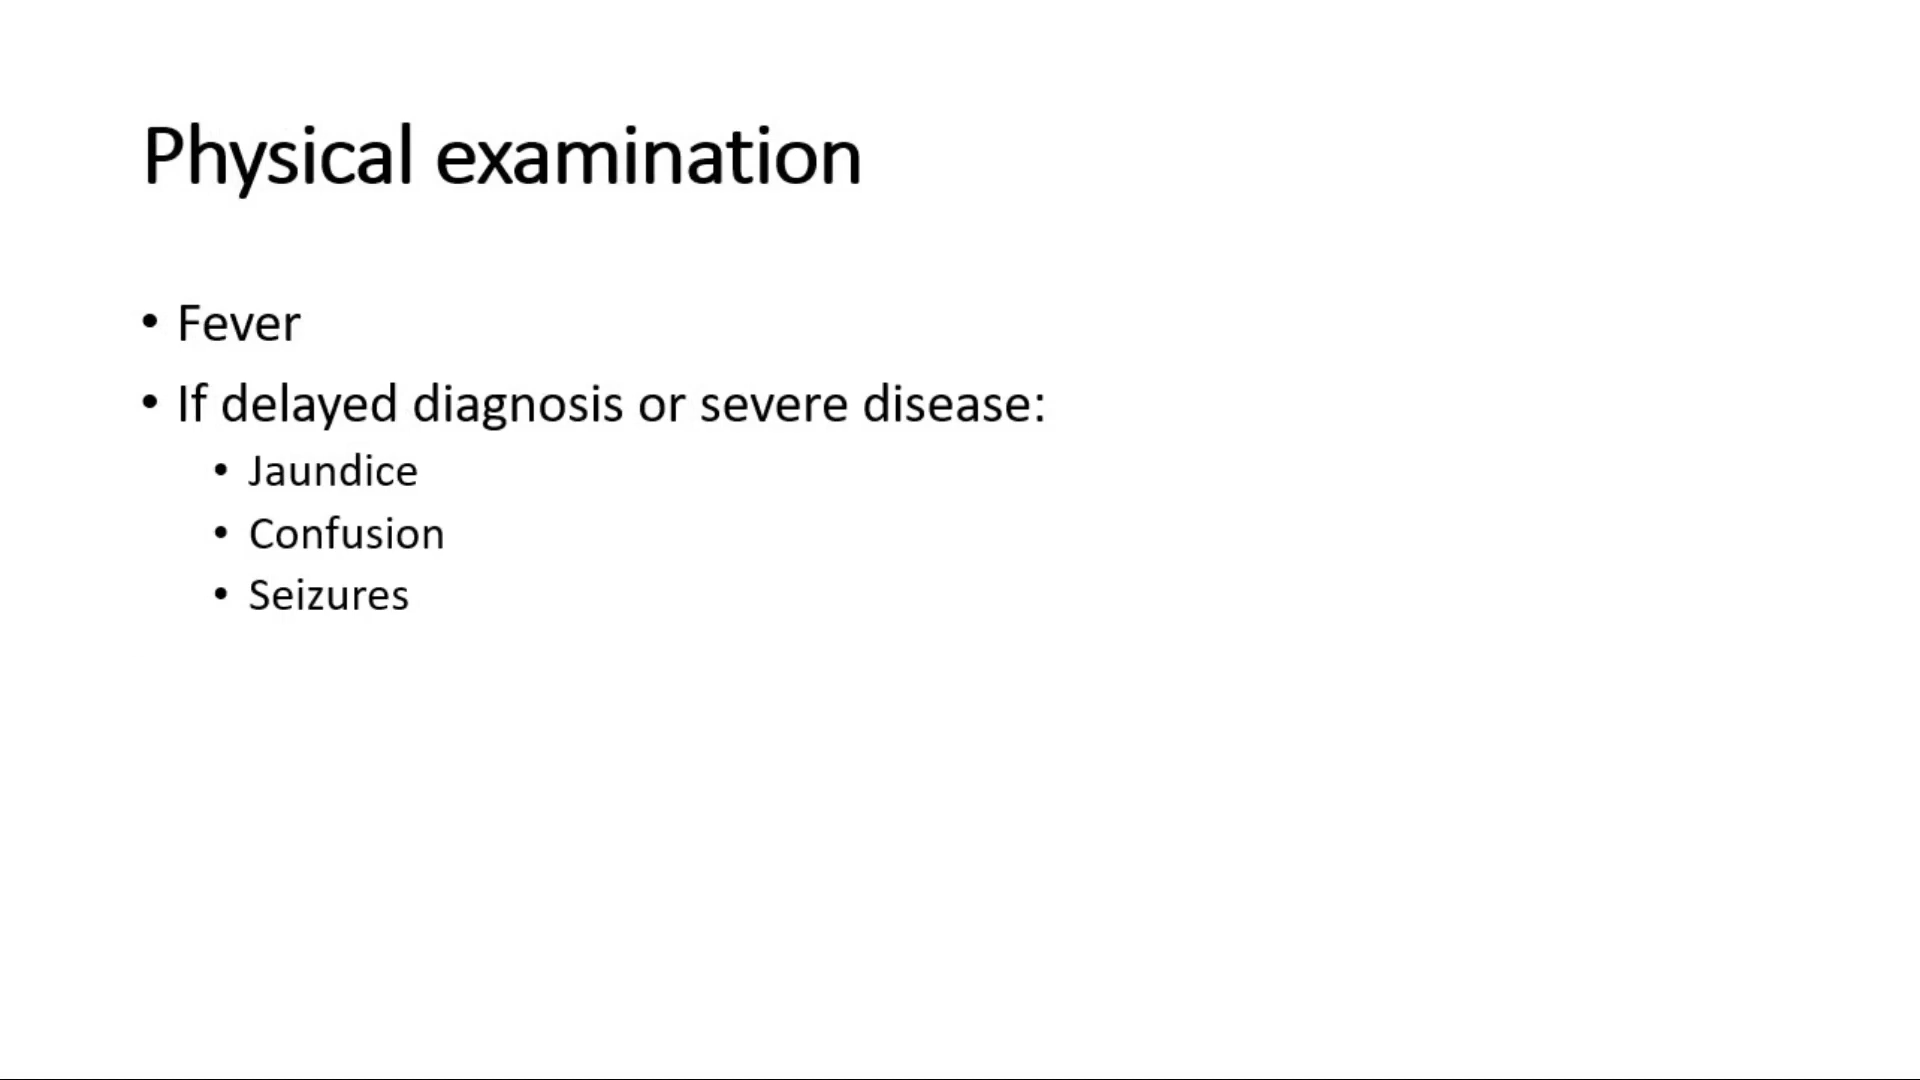 Physical examination
• Fever
• If delayed diagnosis or severe disease:
• Jaundice
• Confusion
• Seizures